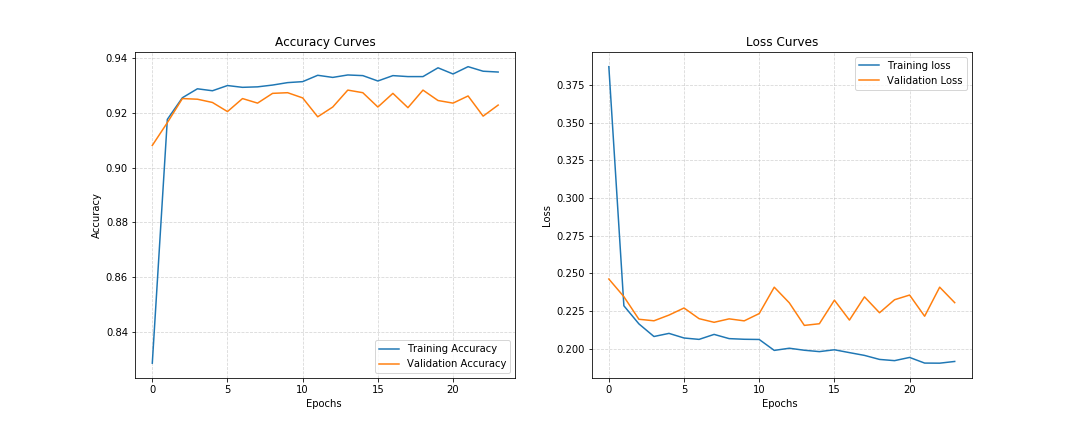 Accuracy Curves
0.94
0.92
0.90
0.88
0.86
0.84
Accuracy
0 5 10 15 20
Epochs
Training Accuracy
Validation Accuracy
Loss Curves
0.375
0.350
0.325
0.300
0.275
0.250
0.225
0.200
Loss
0 5 10 15 20
Epochs
Training loss
Validation Loss